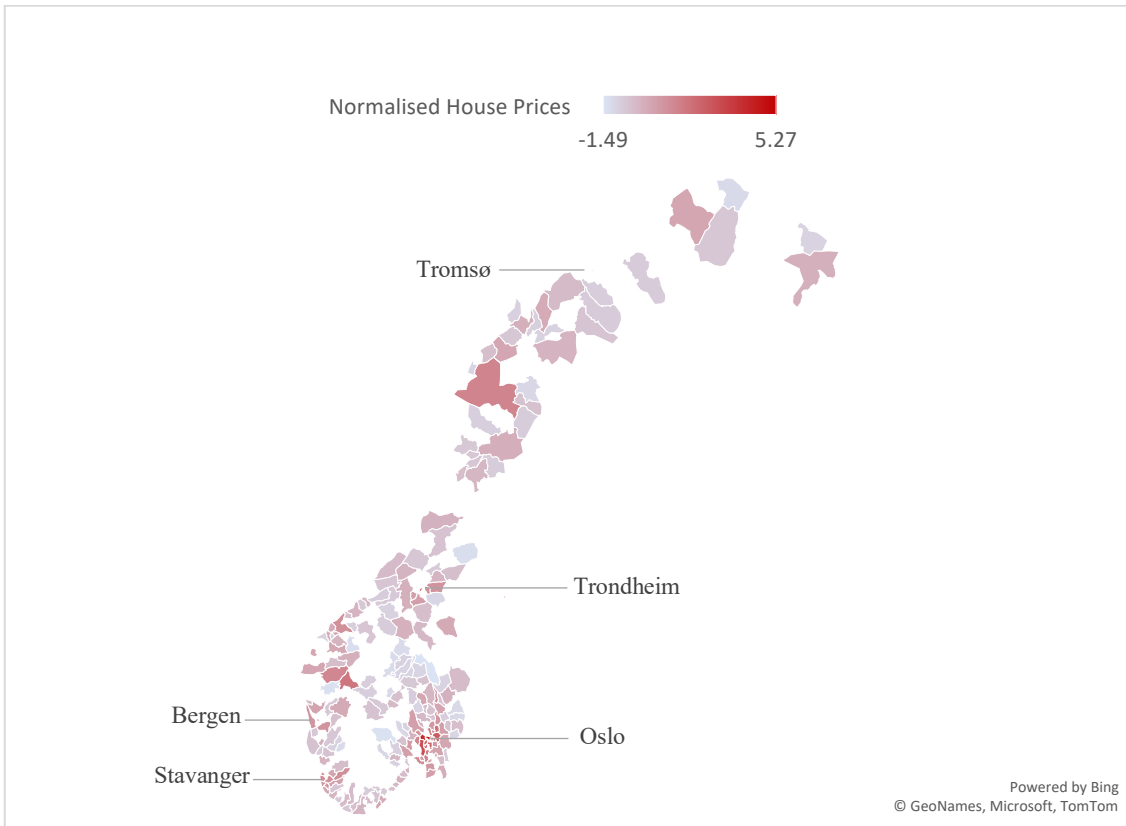 Normalised House Prices
-1.49 5.27
Tromsø
Trondheim
Bergen
Oslo
Stavanger
Powered by Bing
© GeoNames, Microsoft, TomTom